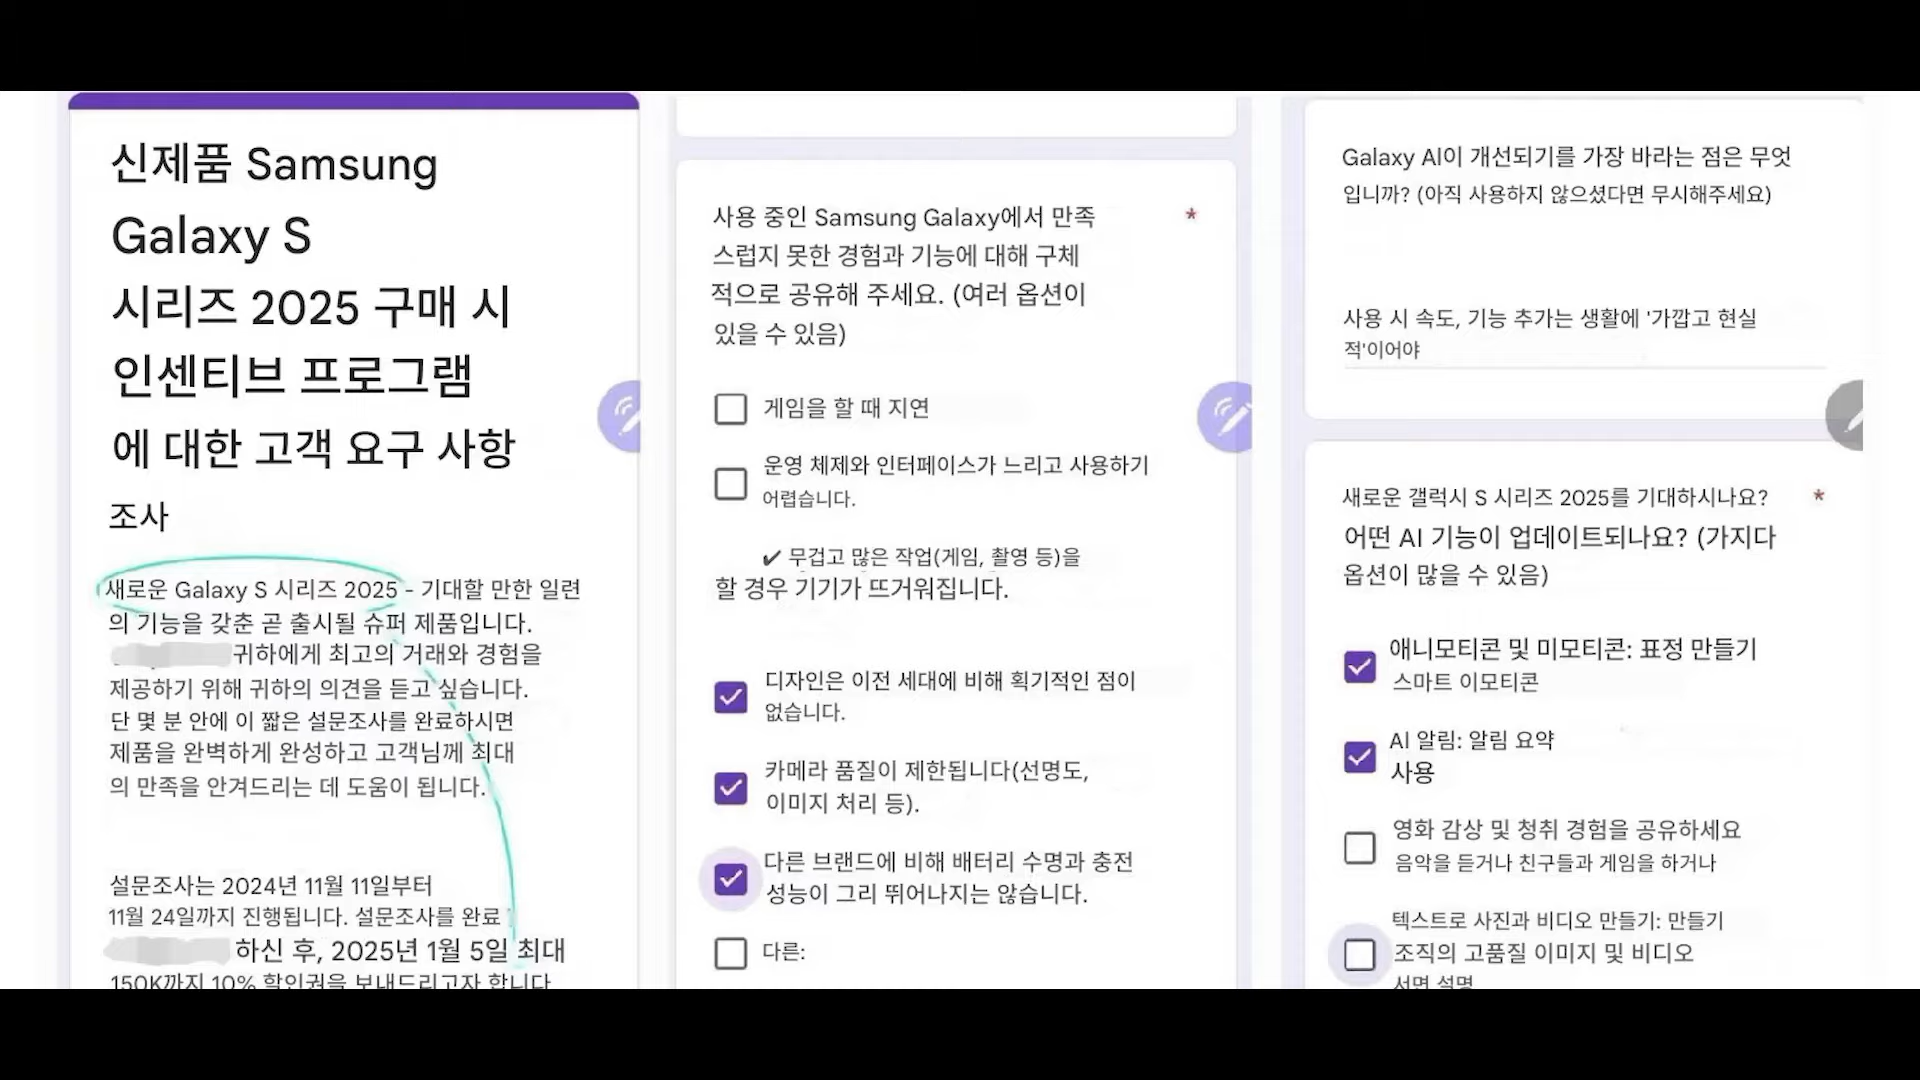 신제품 Samsung
Galaxy S
시리즈 2025 구매 시
인센티브 프로그램
에 대한 고객 요구 사항
조사
새로운 Galaxy S 시리즈 2025 - 기대할 만한 일련
의 기능을 갖춘 곧 출시될 슈퍼 제품입니다.
귀하에게 최고의 거래와 경험을
제공하기 위해 귀하의 의견을 듣고 싶습니다.
단 몇 분 안에 이 짧은 설문조사를 완료하시면
제품을 완벽하게 완성하고 고객님께 최대
의 만족을 안겨드리는 데 도움이 됩니다.
설문조사는 2024년 11월 11일부터
11월 24일까지 진행됩니다. 설문조사를 완료
하신 후, 2025년 1월 5일 최대
150K까지 10% 할인권을 보내드리고자 합니다
사용 중인 Samsung Galaxy에서 만족 *
스럽지 못한 경험과 기능에 대해 구체
적으로 공유해 주세요. (여러 옵션이
있을 수 있음)
게임을 할 때 지연
운영 체제와 인터페이스가 느리고 사용하기
어렵습니다.
✔ 무겁고 많은 작업(게임, 촬영 등)을
할 경우 기기가 뜨거워집니다.
디자인은 이전 세대에 비해 획기적인 점이
없습니다.
카메라 품질이 제한됩니다(선명도,
이미지 처리 등).
다른 브랜드에 비해 배터리 수명과 충전
성능이 그리 뛰어나지는 않습니다.
다른:
Galaxy AI이 개선되기를 가장 바라는 점은 무엇
입니까? (아직 사용하지 않으셨다면 무시해주세요)
사용 시 속도, 기능 추가는 생활에 '가깝고 현실
적'이어야
새로운 갤럭시 S 시리즈 2025를 기대하시나요? *
어떤 AI 기능이 업데이트되나요? (가지다
옵션이 많을 수 있음)
애니모티콘 및 미모티콘: 표정 만들기
스마트 이모티콘
AI 알림: 알림 요약
사용
영화 감상 및 청취 경험을 공유하세요
음악을 듣거나 친구들과 게임을 하거나
텍스트로 사진과 비디오 만들기: 만들기
조직의 고품질 이미지 및 비디오
서면 설명